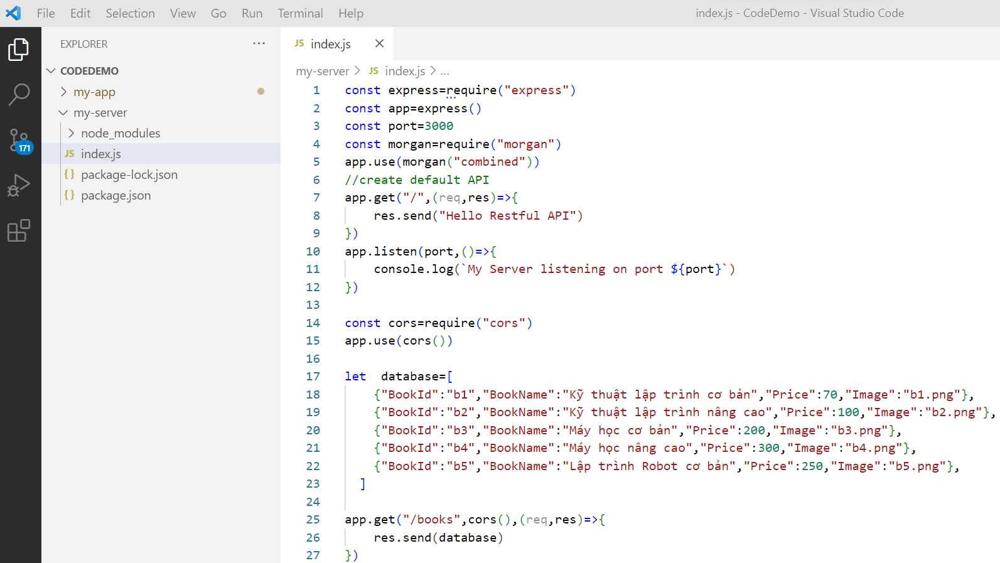 File Edit Selection View Go Run Terminal Help index.js - CodeDemo - Visual Studio Code
EXPLORER ...
CODEDEMO
my-app
my-server
node_modules
JS index.js
{} package-lock.json
{} package.json
171
JS index.js
my-server > JS index.js > ...
1 const express=require("express")
2 const app=express()
3 const port=3000
4 const morgan=require("morgan")
5 app.use(morgan("combined"))
6 //create default API
7 app.get("/",(req,res)=>{
8     res.send("Hello Restful API")
9 })
10 app.listen(port,()=>{
11     console.log(`My Server listening on port ${port}`)
12 })
13
14 const cors=require("cors")
15 app.use(cors())
16
17 let  database=[
18     {"BookId":"b1","BookName":"Kỹ thuật lập trình cơ bản","Price":70,"Image":"b1.png"},
19     {"BookId":"b2","BookName":"Kỹ thuật lập trình nâng cao","Price":100,"Image":"b2.png"},
20     {"BookId":"b3","BookName":"Máy học cơ bản","Price":200,"Image":"b3.png"},
21     {"BookId":"b4","BookName":"Máy học nâng cao","Price":300,"Image":"b4.png"},
22     {"BookId":"b5","BookName":"Lập trình Robot cơ bản","Price":250,"Image":"b5.png"},
23   ]
24
25 app.get("/books",cors(),(req,res)=>{
26     res.send(database)
27 })